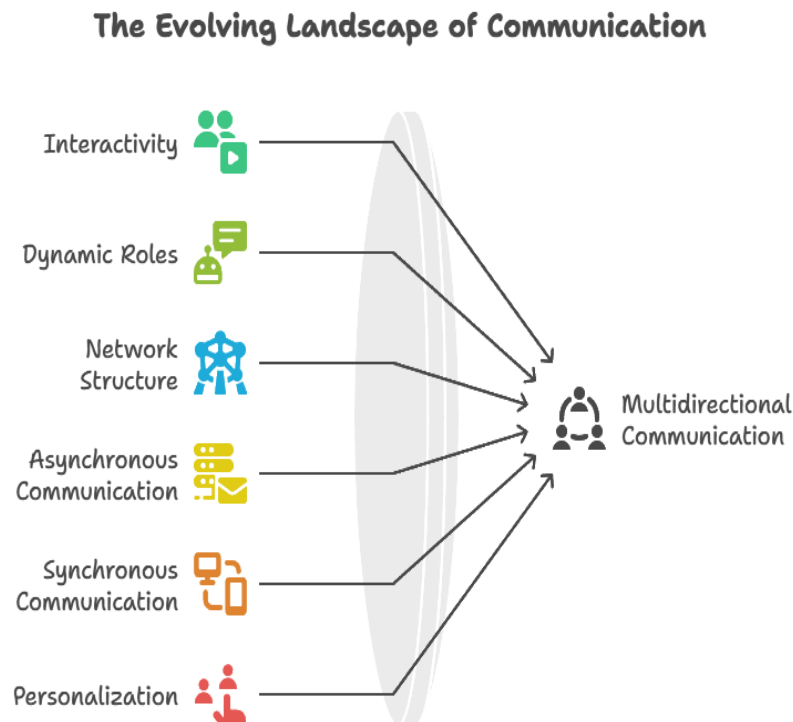 The Evolving Landscape of Communication
Interactivity
Dynamic Roles
Network
Structure
Asynchronous
Communication
Synchronous
Communication
Personalization
Multidirectional
Communication